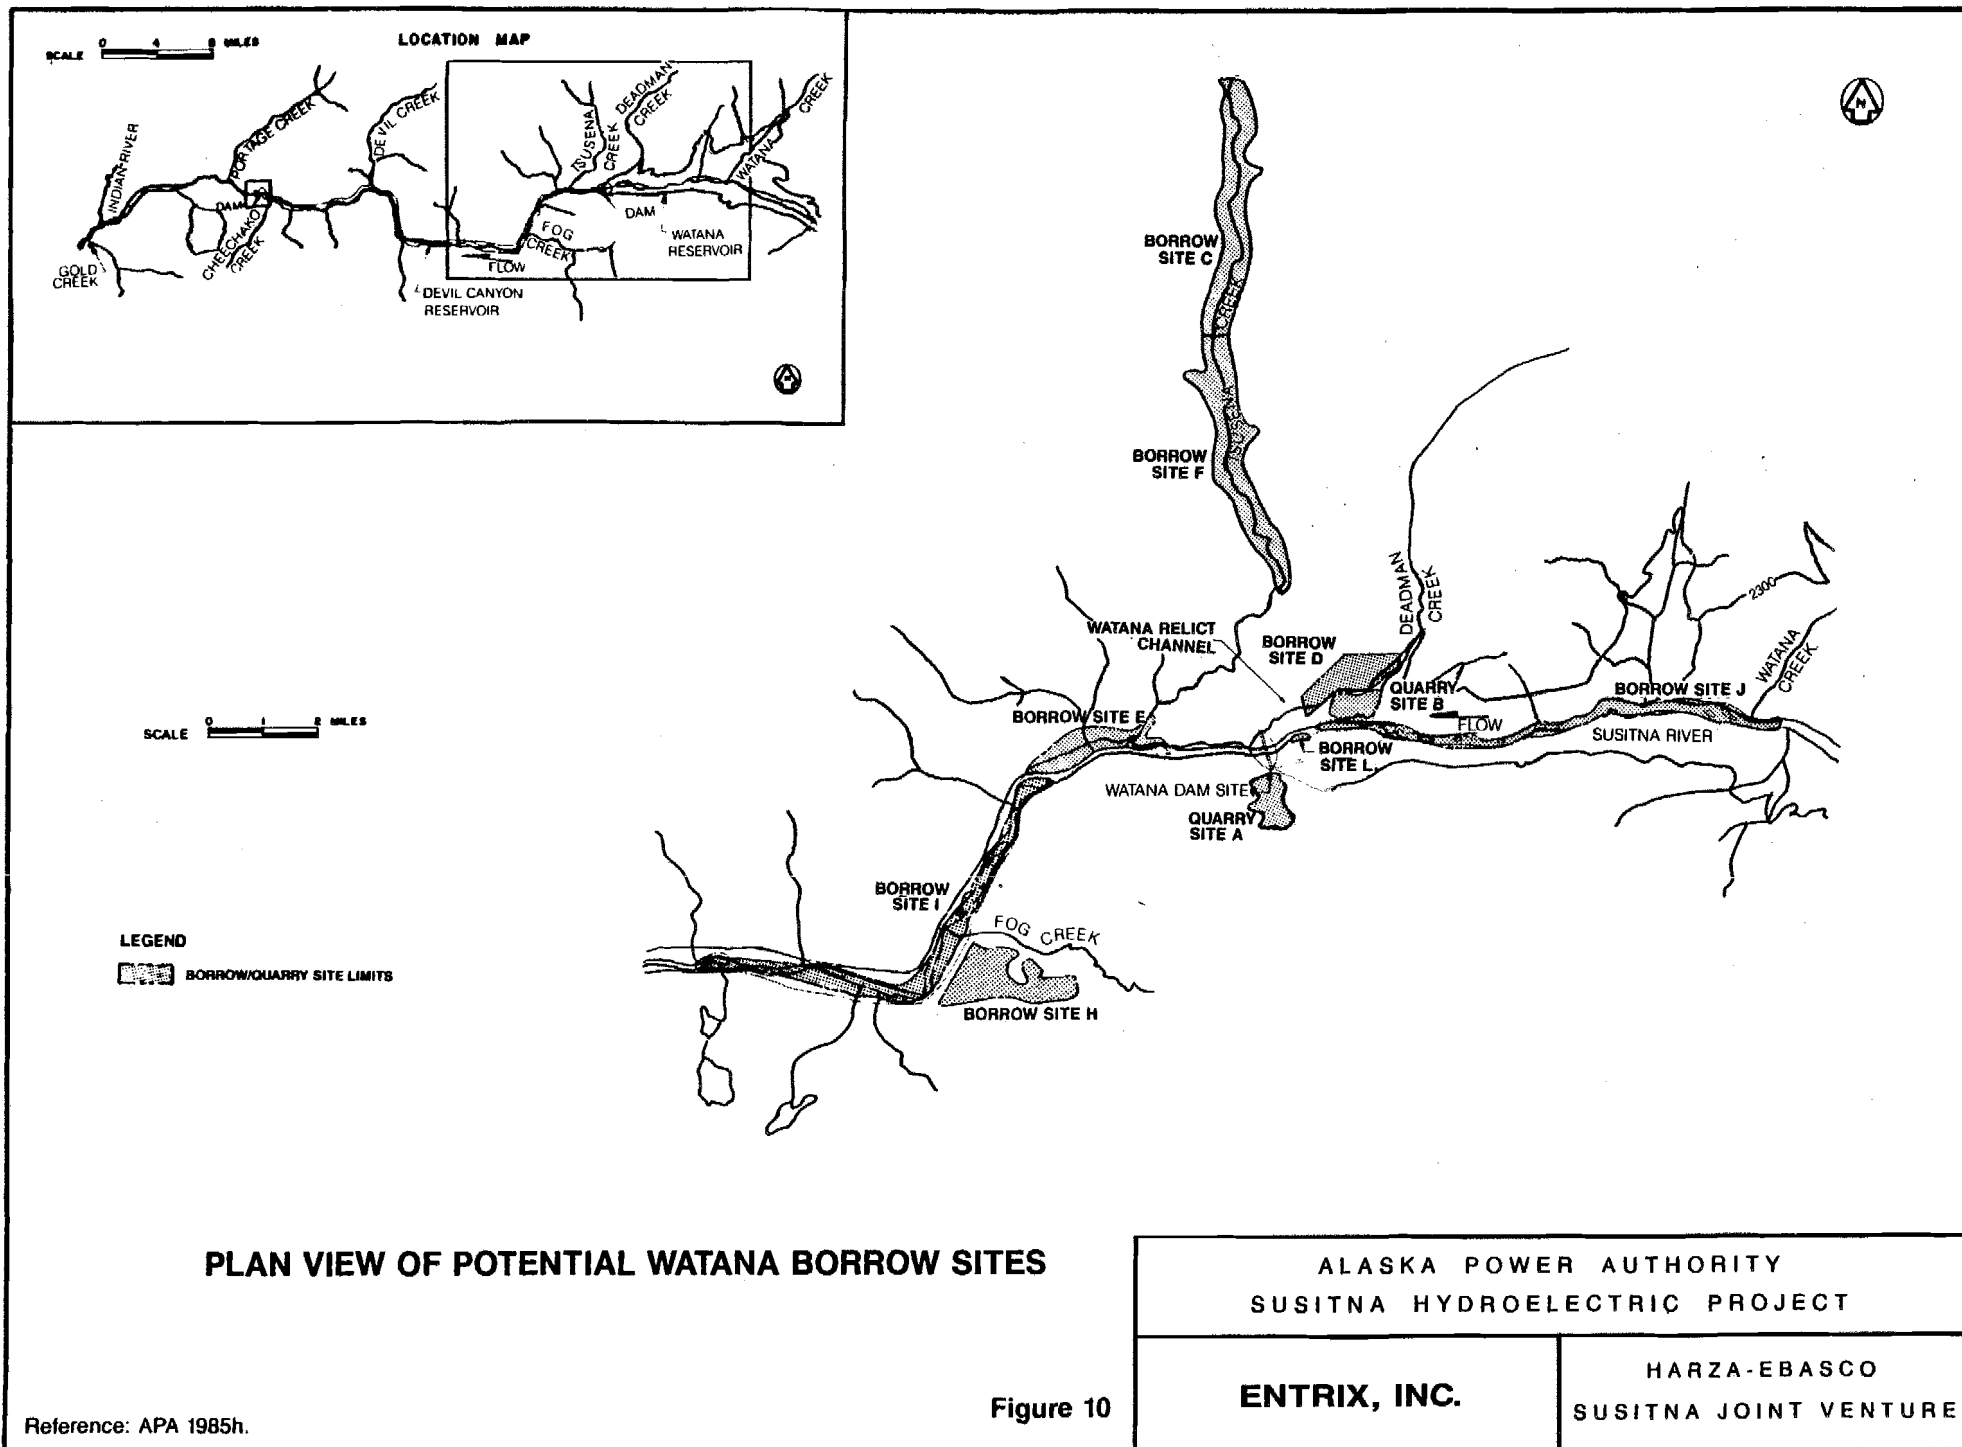 LOCATION MAP
SCALE
0 4 8 MILES
INDIAN RIVER
PORTAGE CREEK
DEVIL CREEK
TSUSENA
CREEK
DEADMAN
CREEK
WATANA
CREEK
DAM
CHEECHAKO
CREEK
GOLD
CREEK
FOG
CREEK
FLOW
DAM
WATANA
RESERVOIR
DEVIL CANYON
RESERVOIR
N
N
BORROW
SITE C
TSUSENA CREEK
BORROW
SITE F
DEADMAN
CREEK
WATANA RELICT
CHANNEL
BORROW
SITE D
2300
WATANA
CREEK
QUARRY
SITE B
BORROW SITE J
BORROW SITE E
FLOW
SUSITNA RIVER
BORROW
SITE L
SCALE
0 1 2 MILES
WATANA DAM SITE
QUARRY
SITE A
BORROW
SITE I
FOG CREEK
LEGEND
BORROW/QUARRY SITE LIMITS
BORROW SITE H
PLAN VIEW OF POTENTIAL WATANA BORROW SITES
ALASKA POWER AUTHORITY
SUSITNA HYDROELECTRIC PROJECT
ENTRIX, INC.
HARZA-EBASCO
SUSITNA JOINT VENTURE
Figure 10
Reference: APA 1985h.